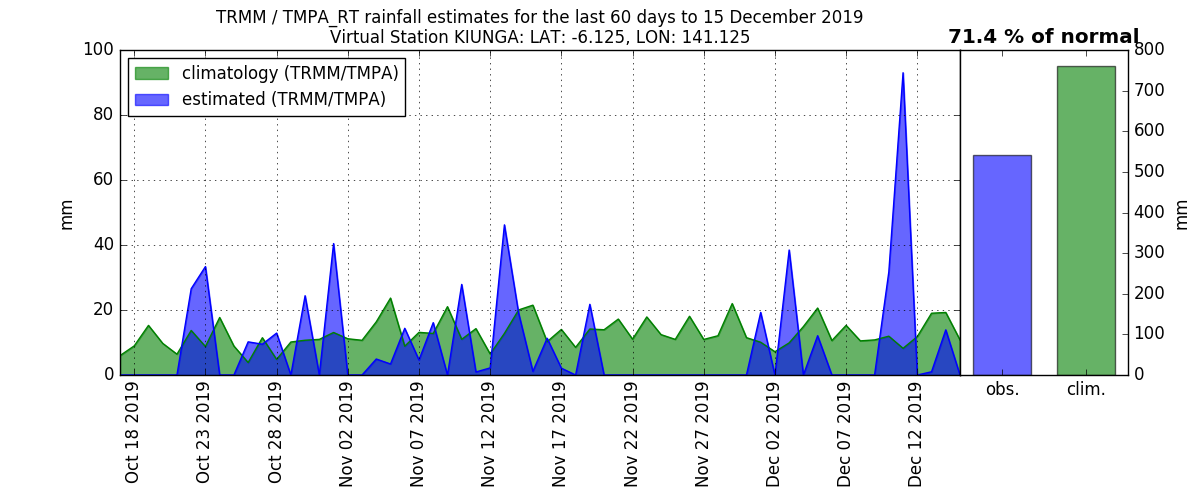 TRMM / TMPA_RT rainfall estimates for the last 60 days to 15 December 2019
Virtual Station KIUNGA: LAT: -6.125, LON: 141.125
71.4 % of normal
climatology (TRMM/TMPA)
estimated (TRMM/TMPA)
mm
100
80
60
40
20
0
Oct 18 2019
Oct 23 2019
Oct 28 2019
Nov 02 2019
Nov 07 2019
Nov 12 2019
Nov 17 2019
Nov 22 2019
Nov 27 2019
Dec 02 2019
Dec 07 2019
Dec 12 2019
obs.
clim.
800
700
600
500
400
300
200
100
0
mm